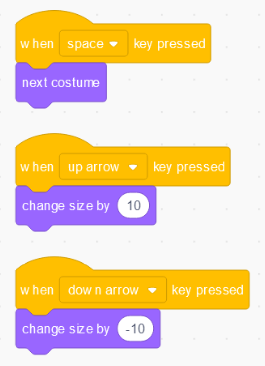 when space key pressed
next costume
when up arrow key pressed
change size by 10
when down arrow key pressed
change size by -10